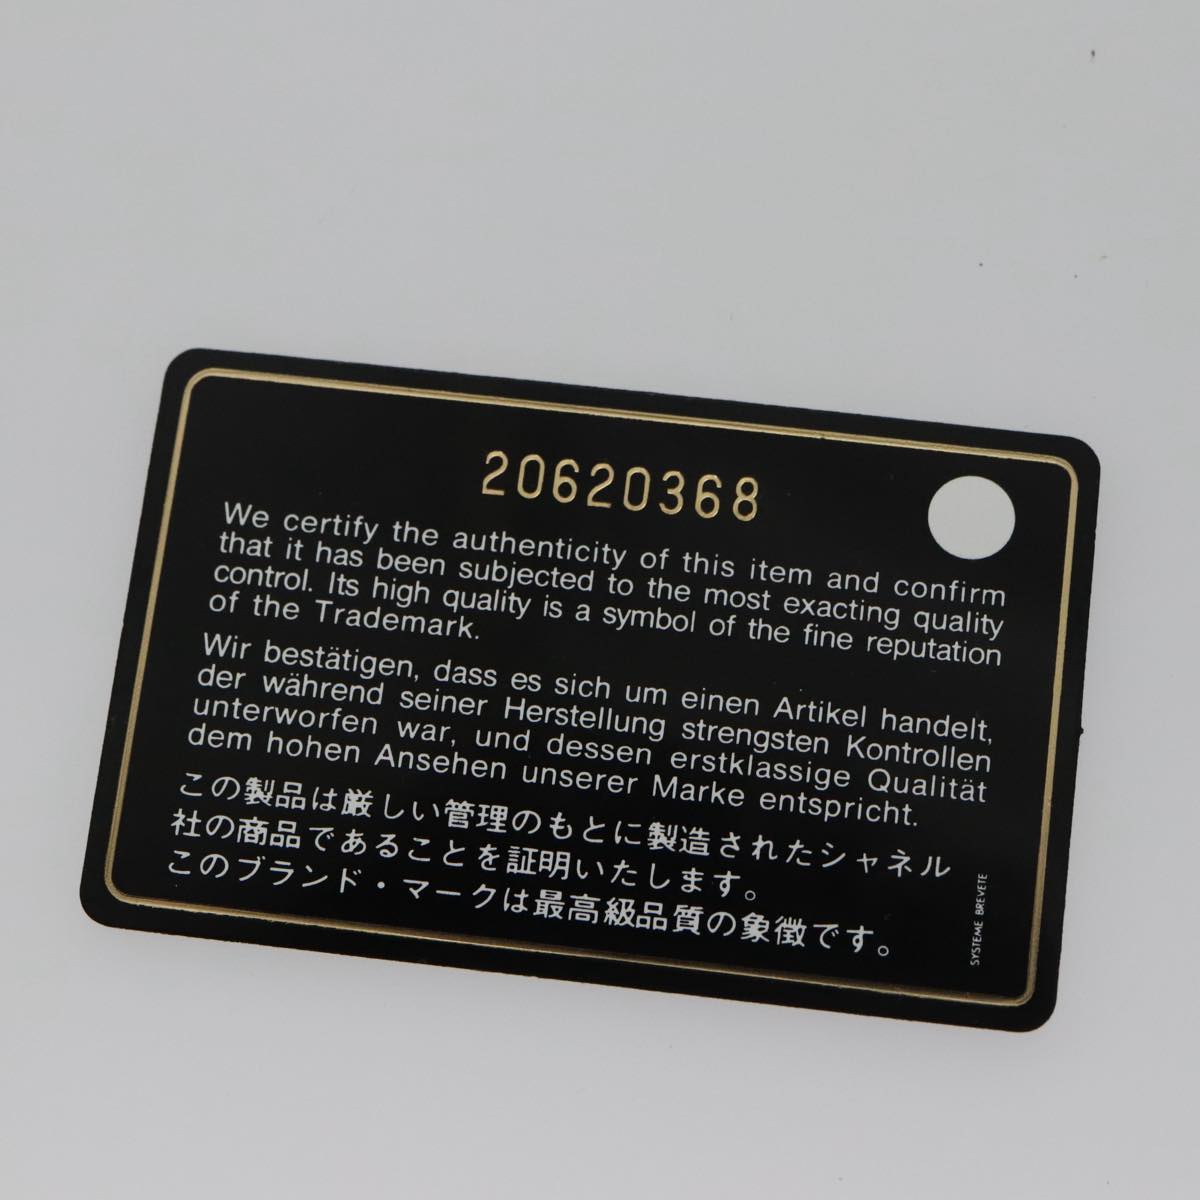 20620368
We certify the authenticity of this item and confirm
that it has been subjected to the most exacting quality
control. Its high quality is a symbol of the fine reputation
of the Trademark.
Wir bestätigen, dass es sich um einen Artikel handelt,
der während seiner Herstellung strengsten Kontrollen
unterworfen war, und dessen erstklassige Qualität
dem hohen Ansehen unserer Marke entspricht.
この製品は厳しい管理のもとに製造されたシャネル
社の商品であることを証明いたします。
このブランド・マークは最高級品質の象徴です。
SYSTEME BREVETE